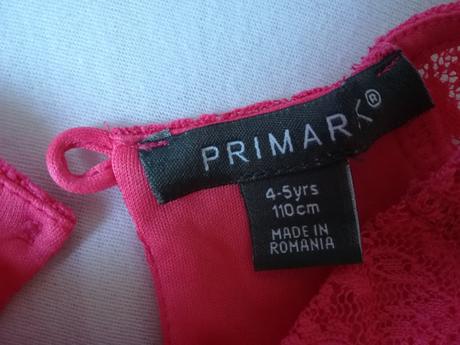 PRIMARK®
4-5yrs
110cm
MADE IN
ROMANIA